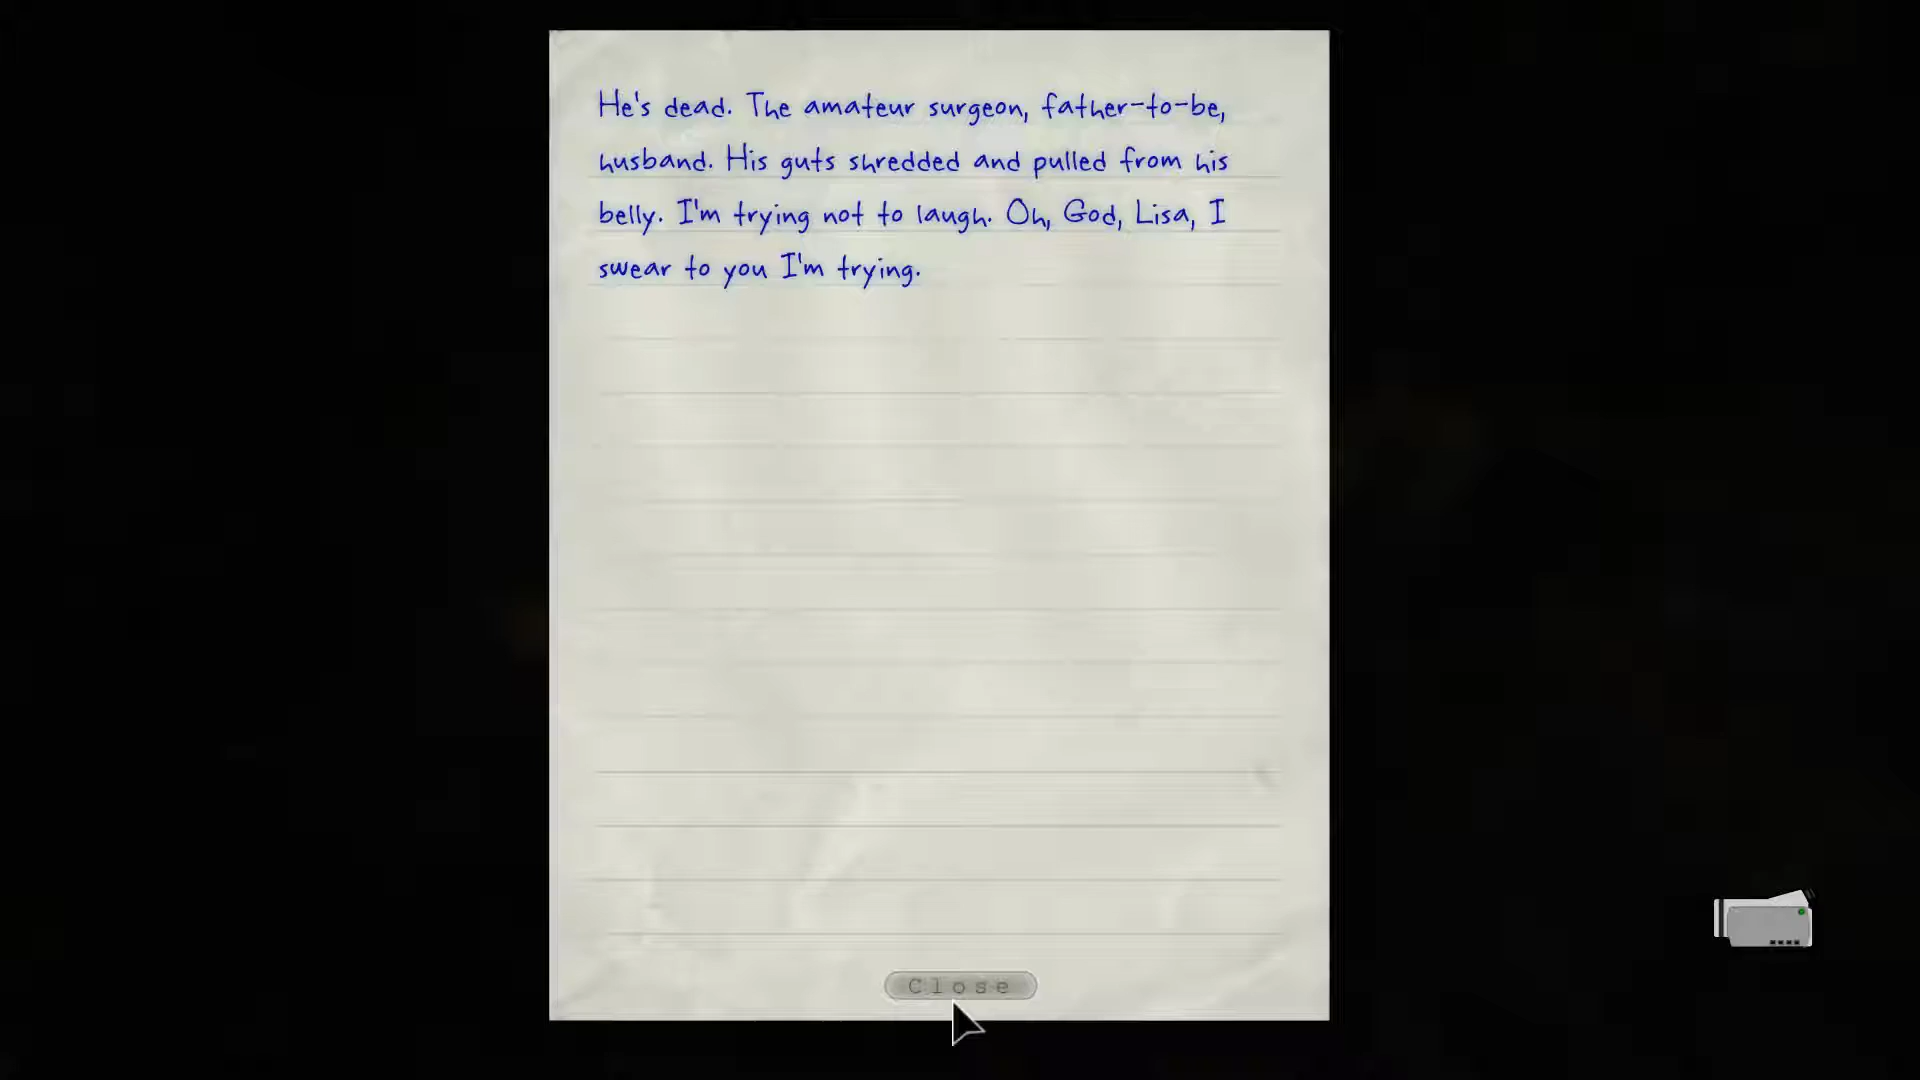 He's dead. The amateur surgeon, father-to-be,
husband. His guts shredded and pulled from his
belly. I'm trying not to laugh. Oh, God, Lisa, I
swear to you I'm trying.
Close